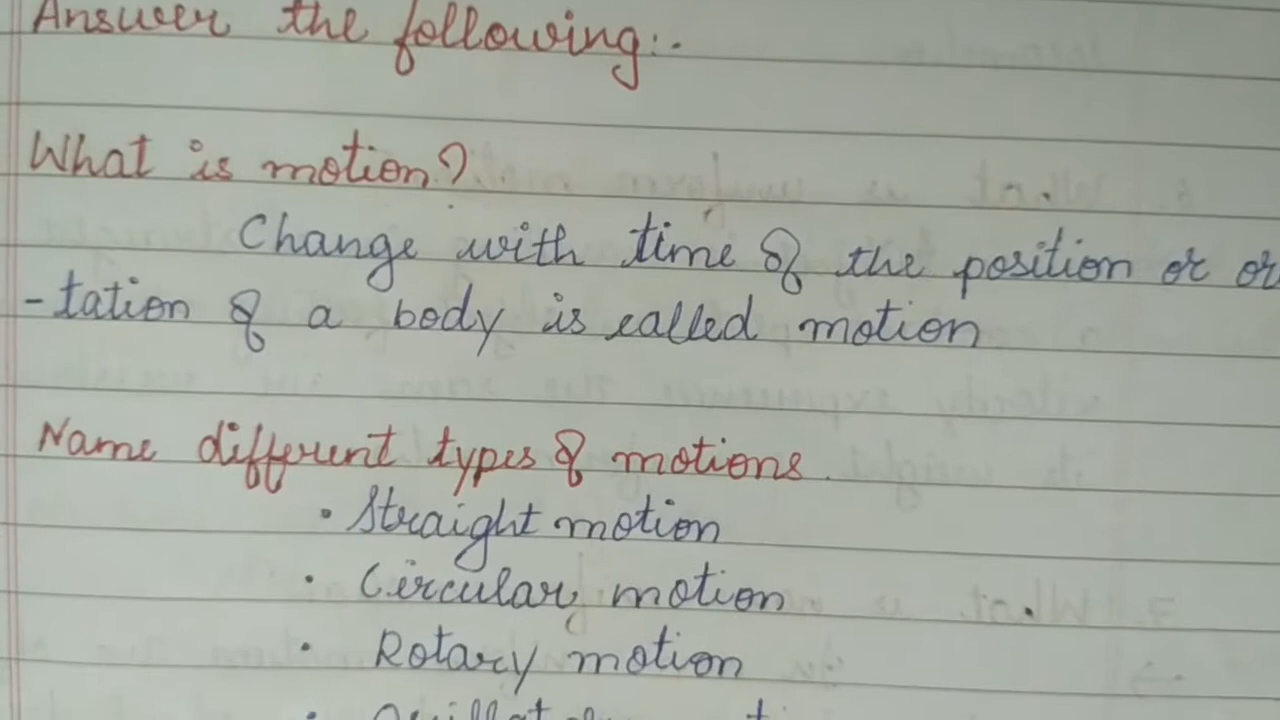 Answer the following:-
What is motion?
Change with time of the position or or
-tation of a body is called motion
Name different types of motions.
• Straight motion
• Circular motion
• Rotary motion